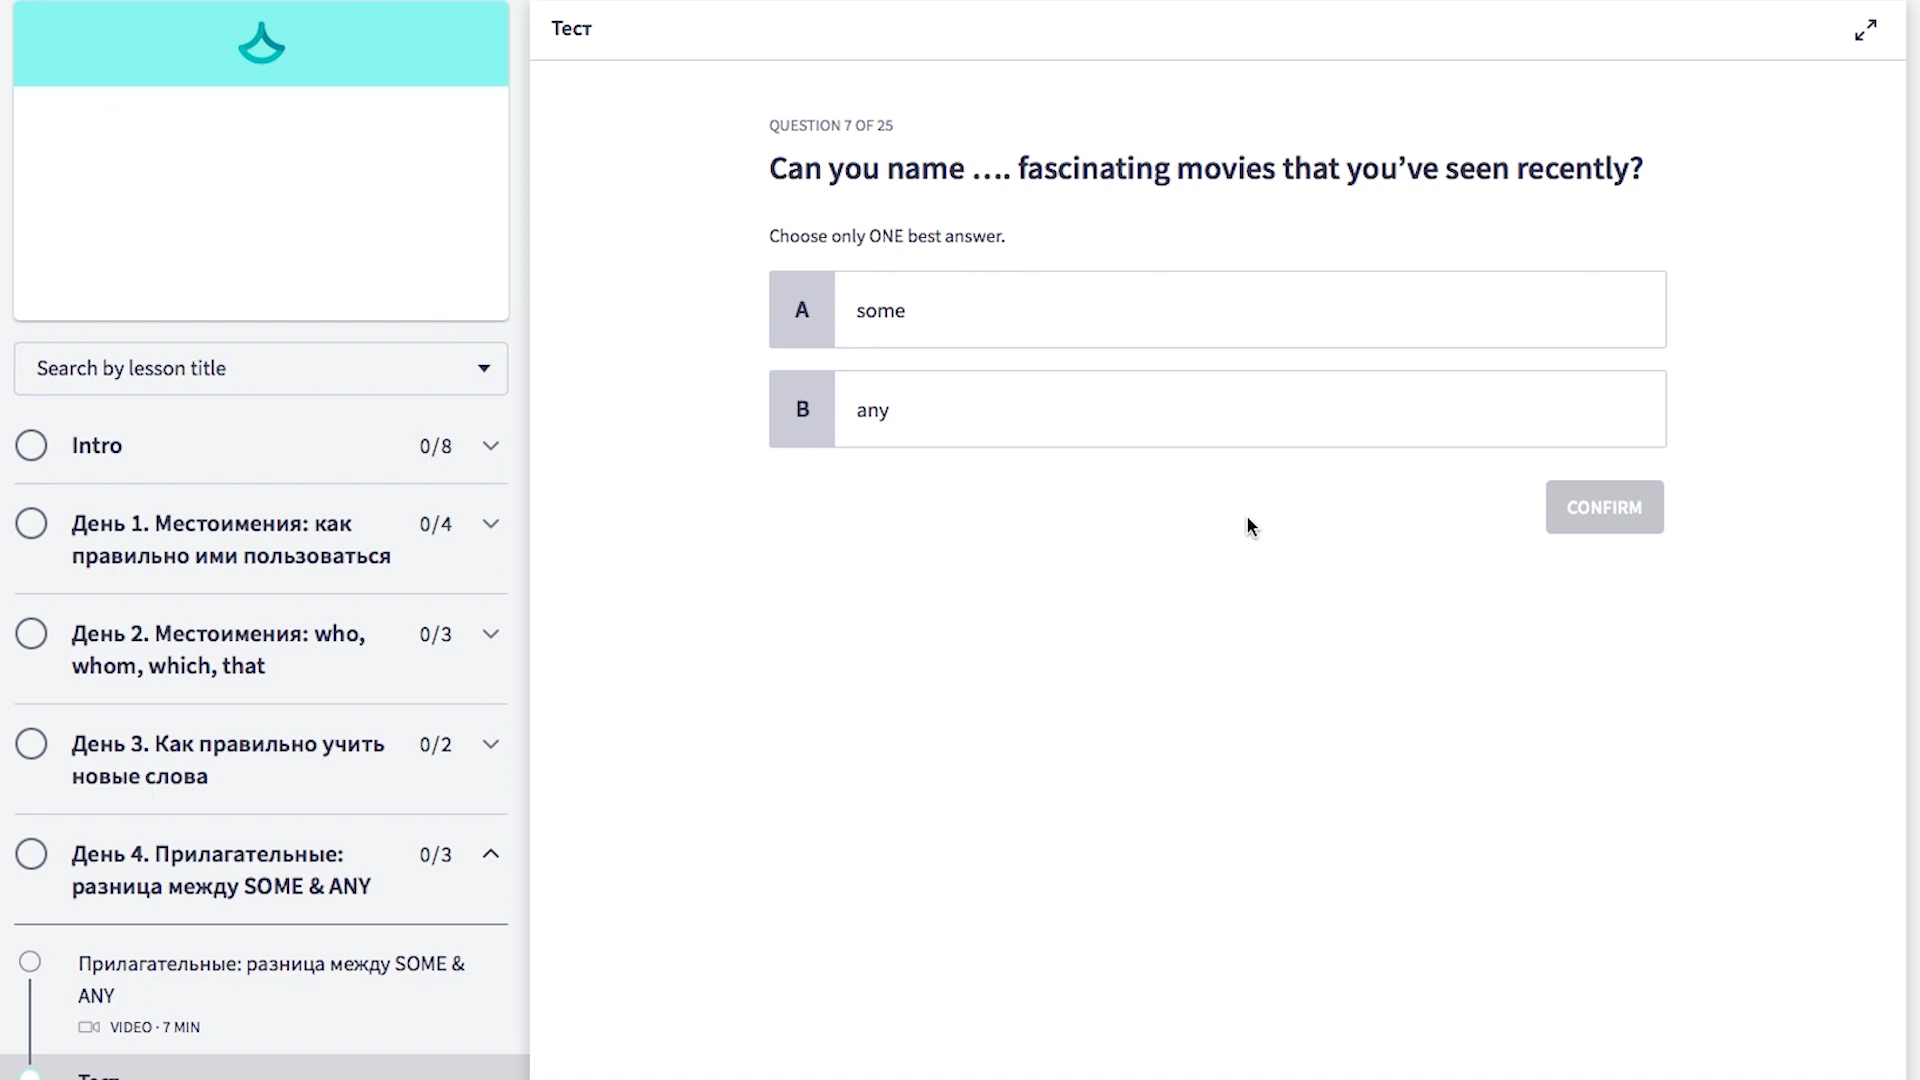 Тест
QUESTION 7 OF 25
Can you name .... fascinating movies that you’ve seen recently?
Choose only ONE best answer.
A some
B any
CONFIRM
Search by lesson title
Intro 0/8
День 1. Местоимения: как 0/4
правильно ими пользоваться
День 2. Местоимения: who, 0/3
whom, which, that
День 3. Как правильно учить 0/2
новые слова
День 4. Прилагательные: 0/3
разница между SOME & ANY
Прилагательные: разница между SOME &
ANY
VIDEO · 7 MIN
Тест